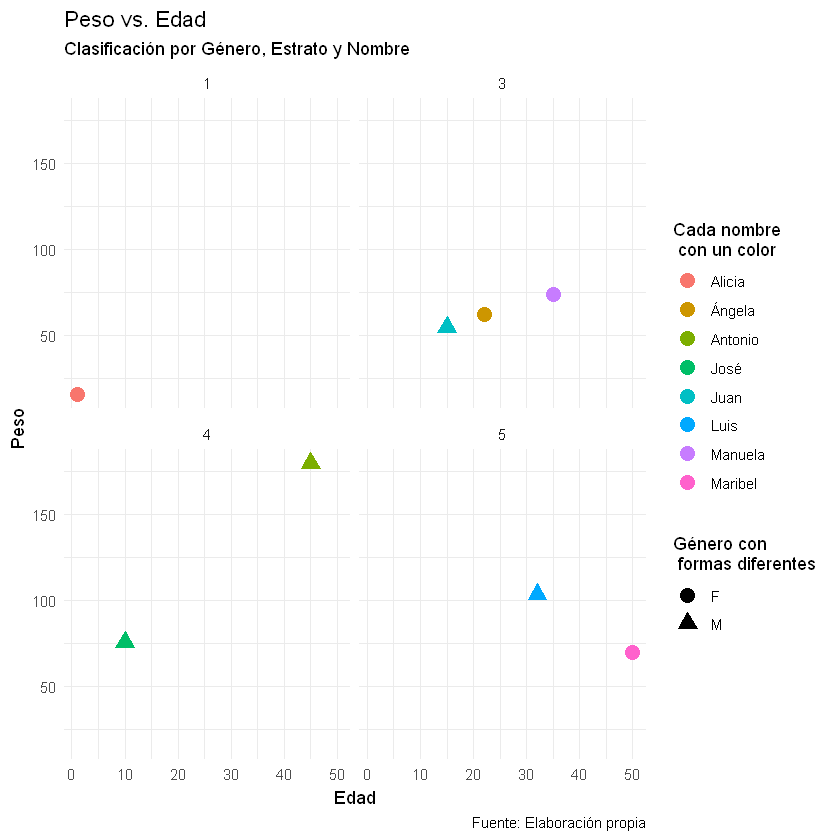 Peso vs. Edad
Clasificación por Género, Estrato y Nombre
1
3
150
100
50
4
5
150
100
50
Peso
0 10 20 30 40 50 0 10 20 30 40 50
Edad
Cada nombre
con un color
Alicia
Ángela
Antonio
José
Juan
Luis
Manuela
Maribel
Género con
formas diferentes
F
M
Fuente: Elaboración propia